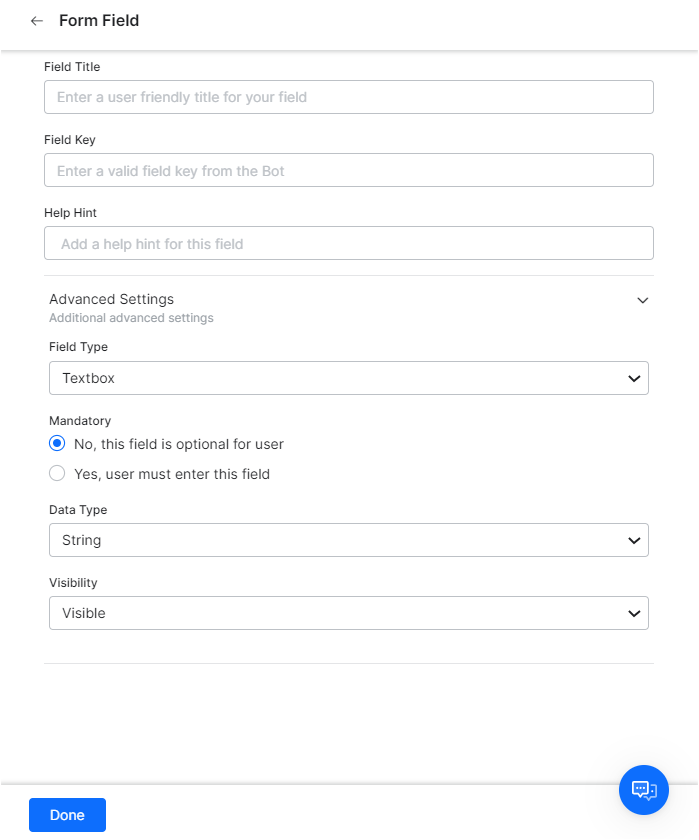 Form Field
Field Title
Enter a user friendly title for your field
Field Key
Enter a valid field key from the Bot
Help Hint
Add a help hint for this field
Advanced Settings
Additional advanced settings
Field Type
Textbox
Mandatory
No, this field is optional for user
Yes, user must enter this field
Data Type
String
Visibility
Visible
Done